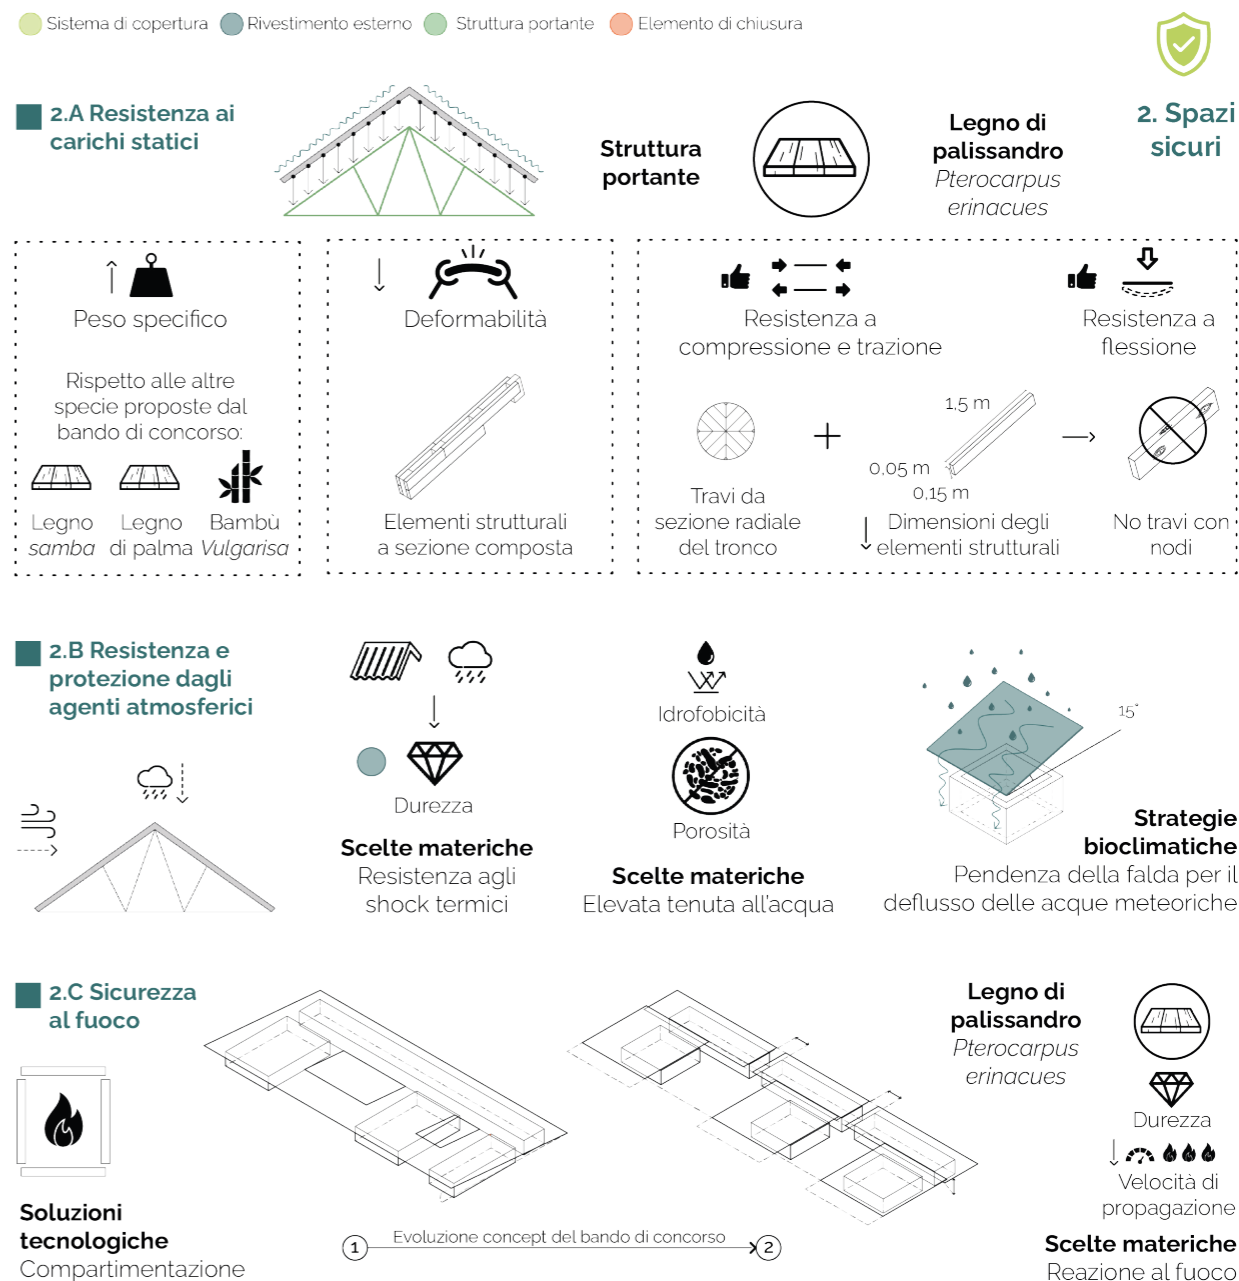 Sistema di copertura
Rivestimento esterno
Struttura portante
Elemento di chiusura
2. Spazi
sicuri
2.A Resistenza ai
carichi statici
Struttura
portante
Legno di
palissandro
Pterocarpus
erinacues
Peso specifico
Rispetto alle altre
specie proposte dal
bando di concorso:
Legno
samba
Legno
di palma
Bambù
Vulgarisa
Deformabilità
Elementi strutturali
a sezione composta
Resistenza a
compressione e trazione
Resistenza a
flessione
Travi da
sezione radiale
del tronco
1,5 m
0,05 m
0,15 m
Dimensioni degli
elementi strutturali
No travi con
nodi
2.B Resistenza e
protezione dagli
agenti atmosferici
Durezza
Scelte materiche
Resistenza agli
shock termici
Idrofobicità
Porosità
Scelte materiche
Elevata tenuta all'acqua
15°
Strategie
bioclimatiche
Pendenza della falda per il
deflusso delle acque meteoriche
2.C Sicurezza
al fuoco
Soluzioni
tecnologiche
Compartimentazione
1
Evoluzione concept del bando di concorso
2
Legno di
palissandro
Pterocarpus
erinacues
Durezza
Velocità di
propagazione
Scelte materiche
Reazione al fuoco